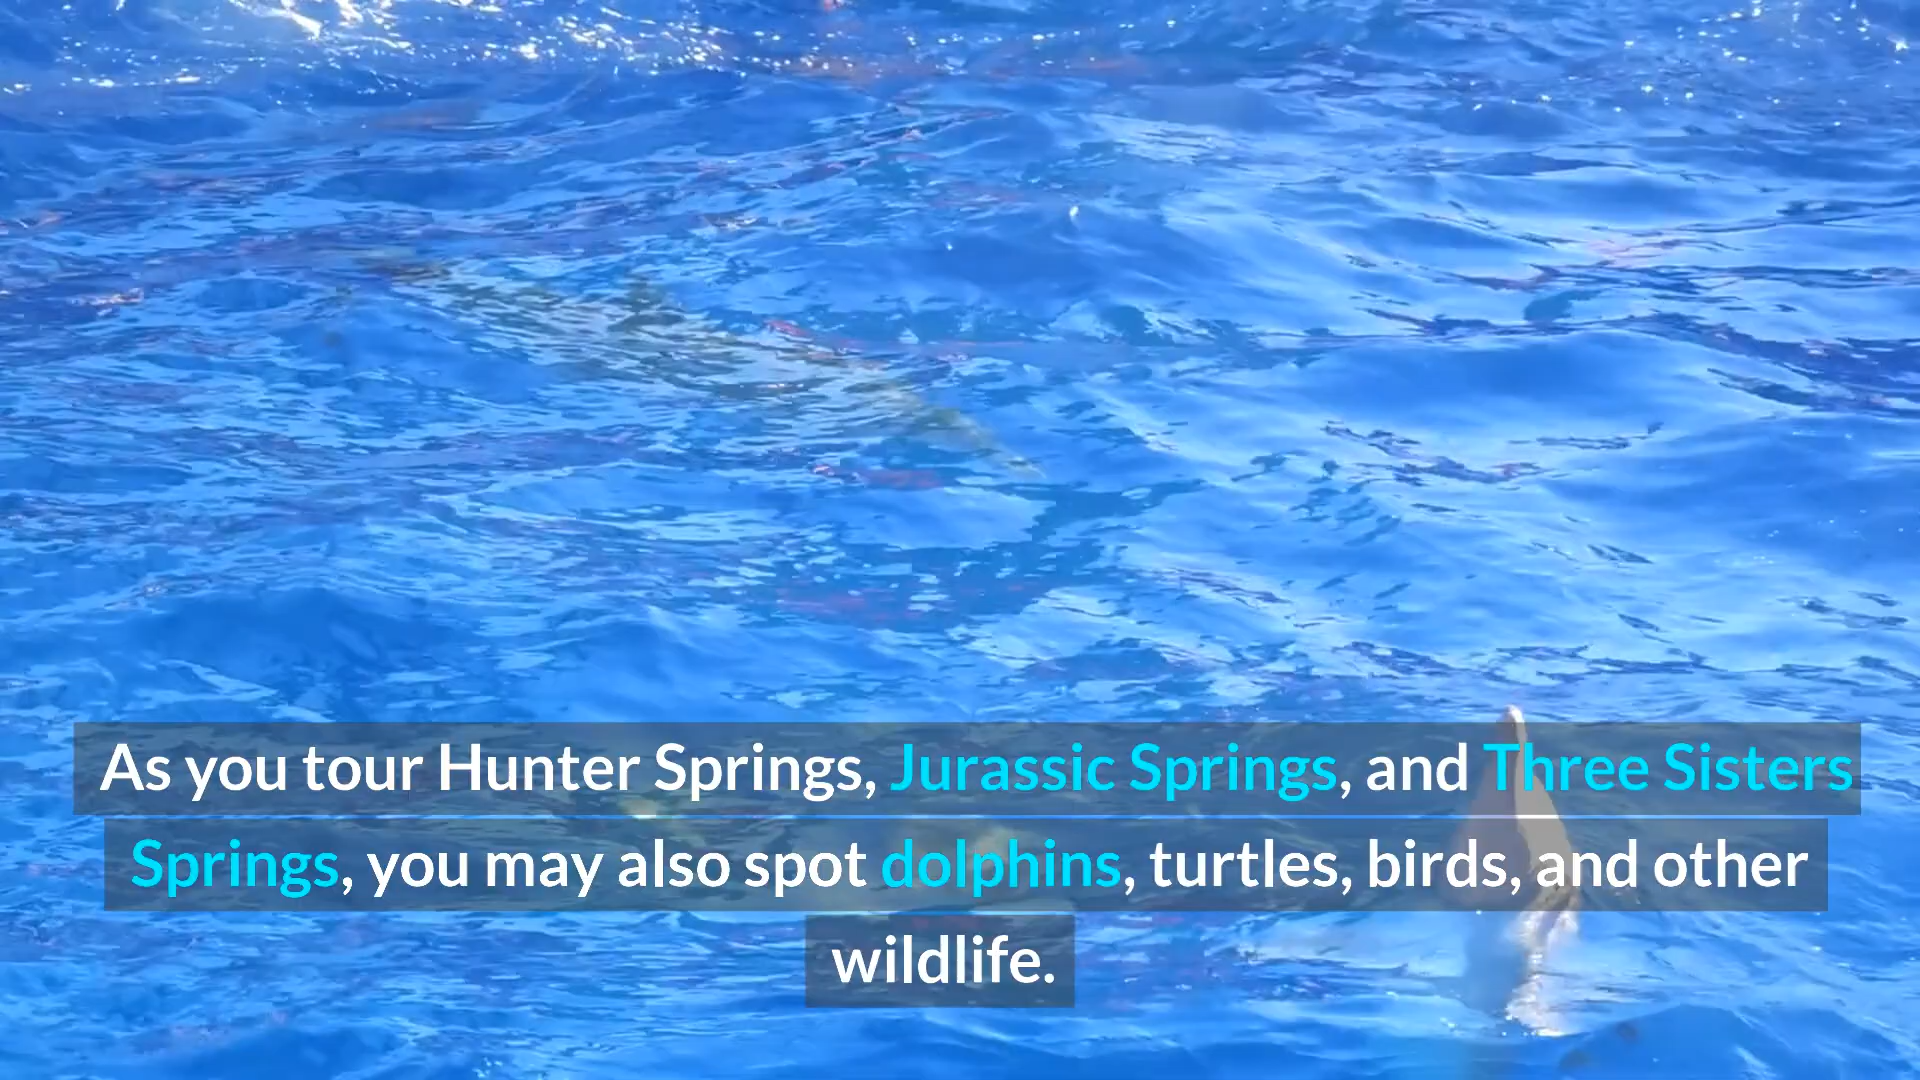 As you tour Hunter Springs, Jurassic Springs, and Three Sisters
Springs, you may also spot dolphins, turtles, birds, and other
wildlife.